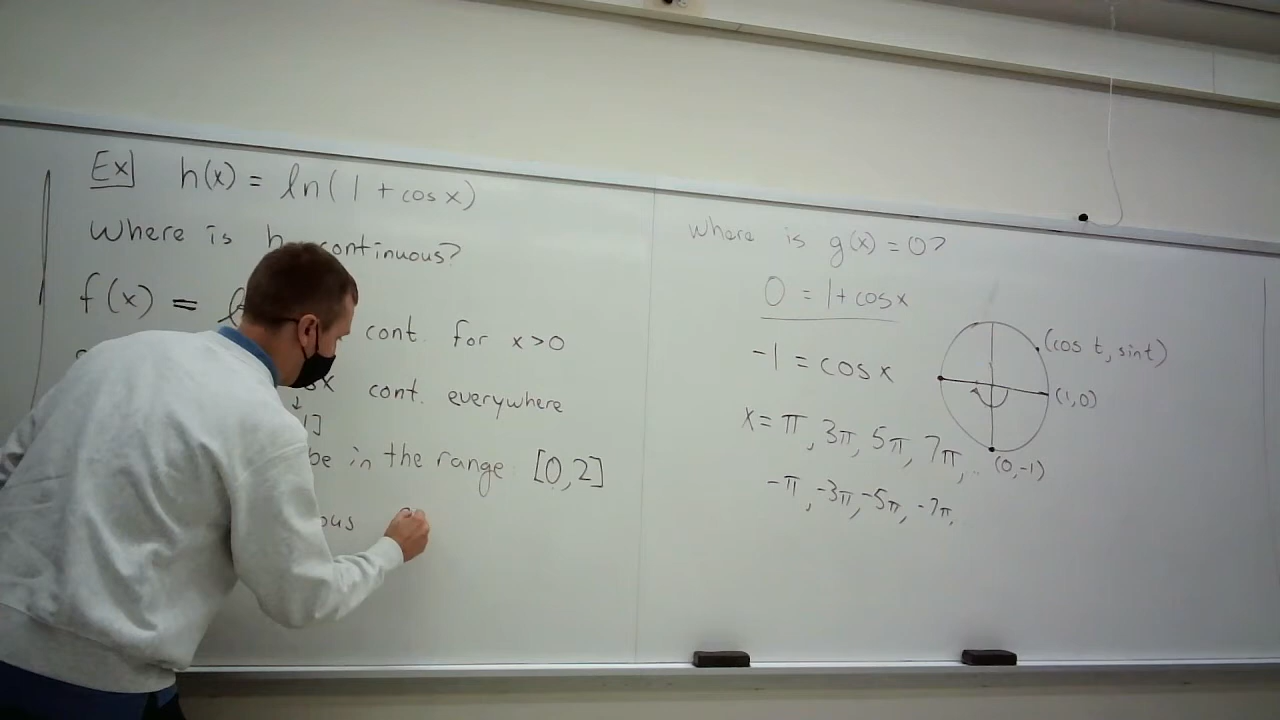 Ex h(x) = ln(1 + cos x)
Where is h continuous?
f(x) =
cont. for x>0
cont. everywhere
be in the range [0,2]
where is g(x) = 0?
0 = 1 + cos x
-1 = cos x
x = π, 3π, 5π, 7π, ..
-π, -3π, -5π, -7π,
(cos t, sin t)
(1,0)
(0,-1)